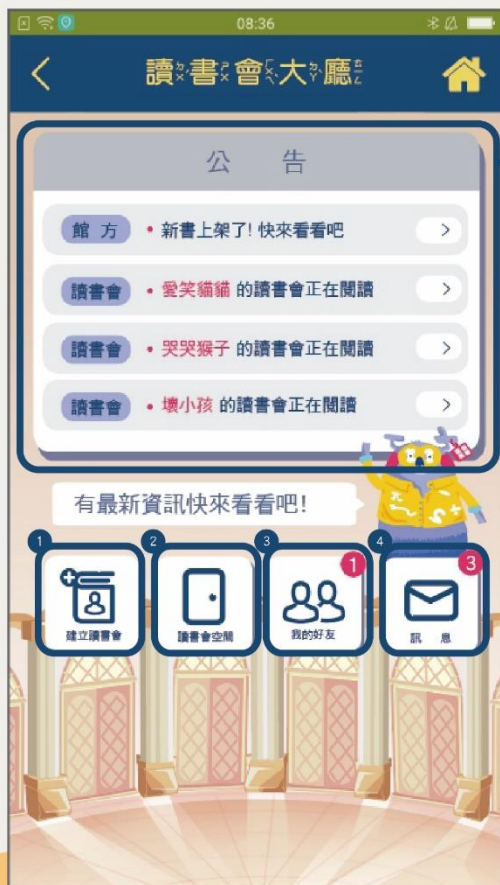 08:36
讀書會大廳
公 告
館 方 • 新書上架了! 快來看看吧
讀書會 • 愛笑貓貓 的讀書會正在閱讀
讀書會 • 哭哭猴子 的讀書會正在閱讀
讀書會 • 壞小孩 的讀書會正在閱讀
有最新資訊快來看看吧!
1 2 3 4
1 3
建立讀書會 讀書會空間 我的好友 訊 息